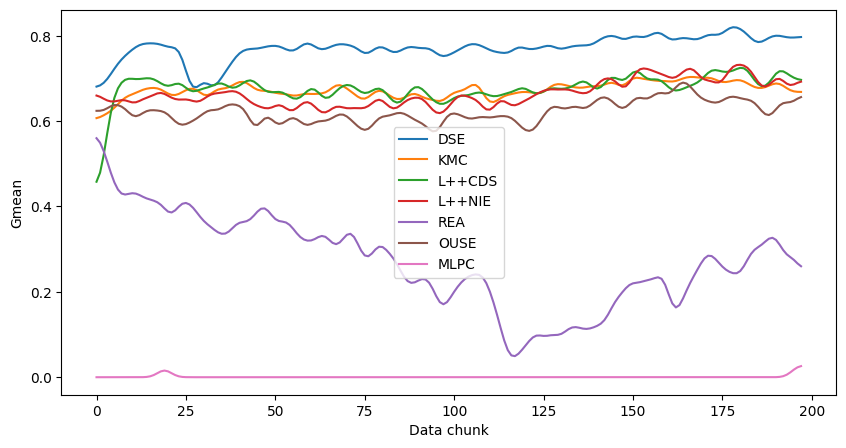 Gmean
0.8
0.6
0.4
0.2
0.0
DSE
KMC
L++CDS
L++NIE
REA
OUSE
MLPC
0 25 50 75 100 125 150 175 200
Data chunk